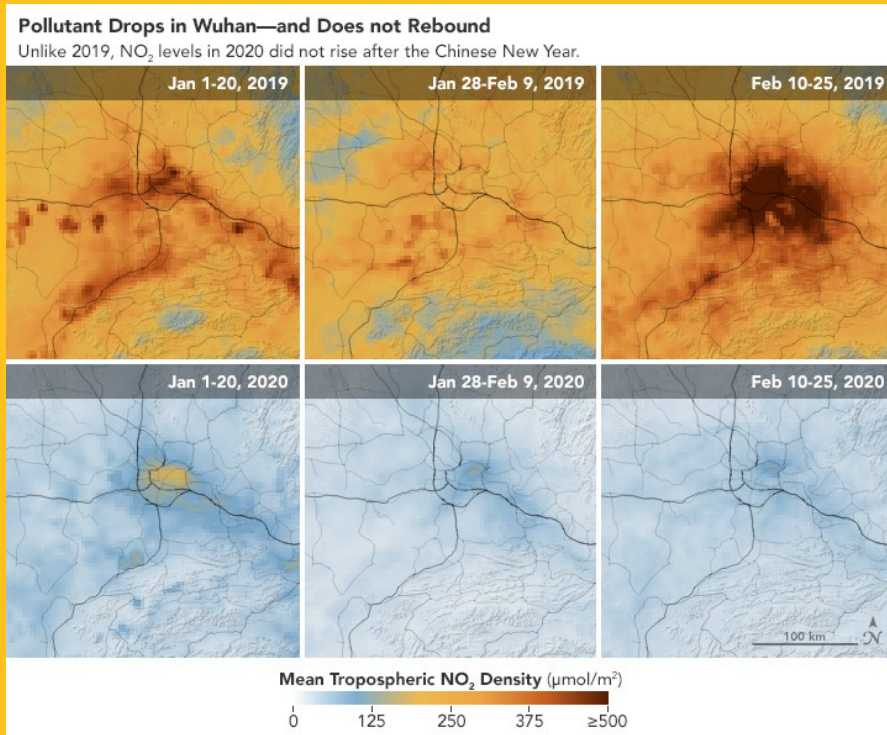 Pollutant Drops in Wuhan—and Does not Rebound
Unlike 2019, NO₂ levels in 2020 did not rise after the Chinese New Year.
Jan 1-20, 2019
Jan 28-Feb 9, 2019
Feb 10-25, 2019
Jan 1-20, 2020
Jan 28-Feb 9, 2020
Feb 10-25, 2020
100 km
N
Mean Tropospheric NO₂ Density (μmol/m²)
0 125 250 375 ≥500